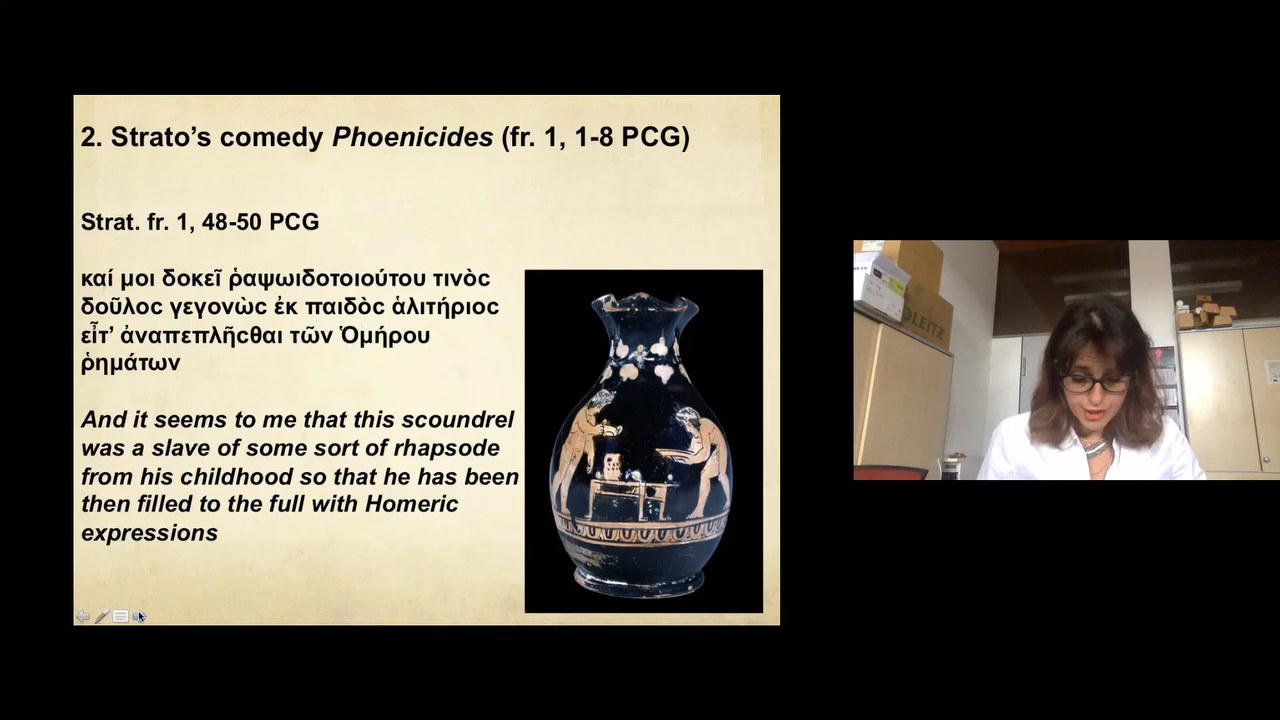 2. Strato’s comedy Phoenicides (fr. 1, 1-8 PCG)
Strat. fr. 1, 48-50 PCG
καί μοι δοκεῖ ῥαψωιδοτοιούτου τινὸϲ
δοῦλοϲ γεγονὼϲ ἐκ παιδὸϲ ἁλιτήριοϲ
εἶτ’ ἀναπεπλῆϲθαι τῶν Ὁμήρου
ῥημάτων
And it seems to me that this scoundrel
was a slave of some sort of rhapsode
from his childhood so that he has been
then filled to the full with Homeric
expressions
LEITZ